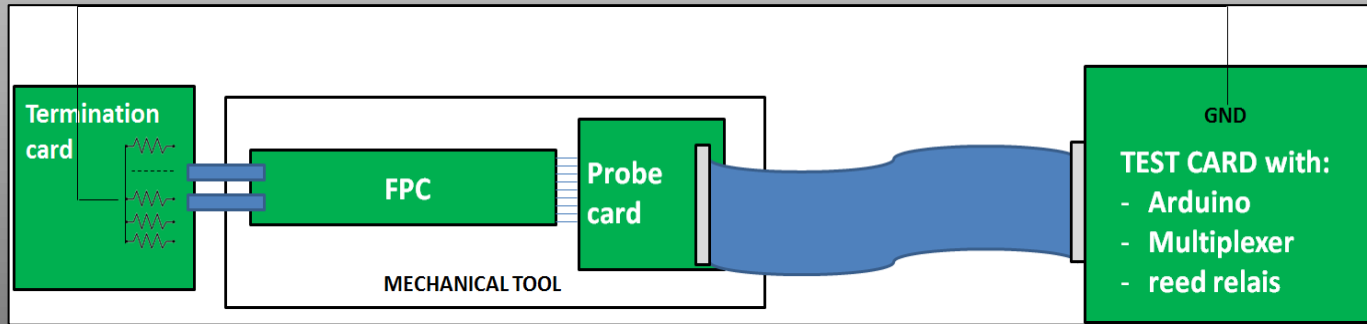 Termination
card
FPC
Probe
card
MECHANICAL TOOL
GND
TEST CARD with:
- Arduino
- Multiplexer
- reed relais